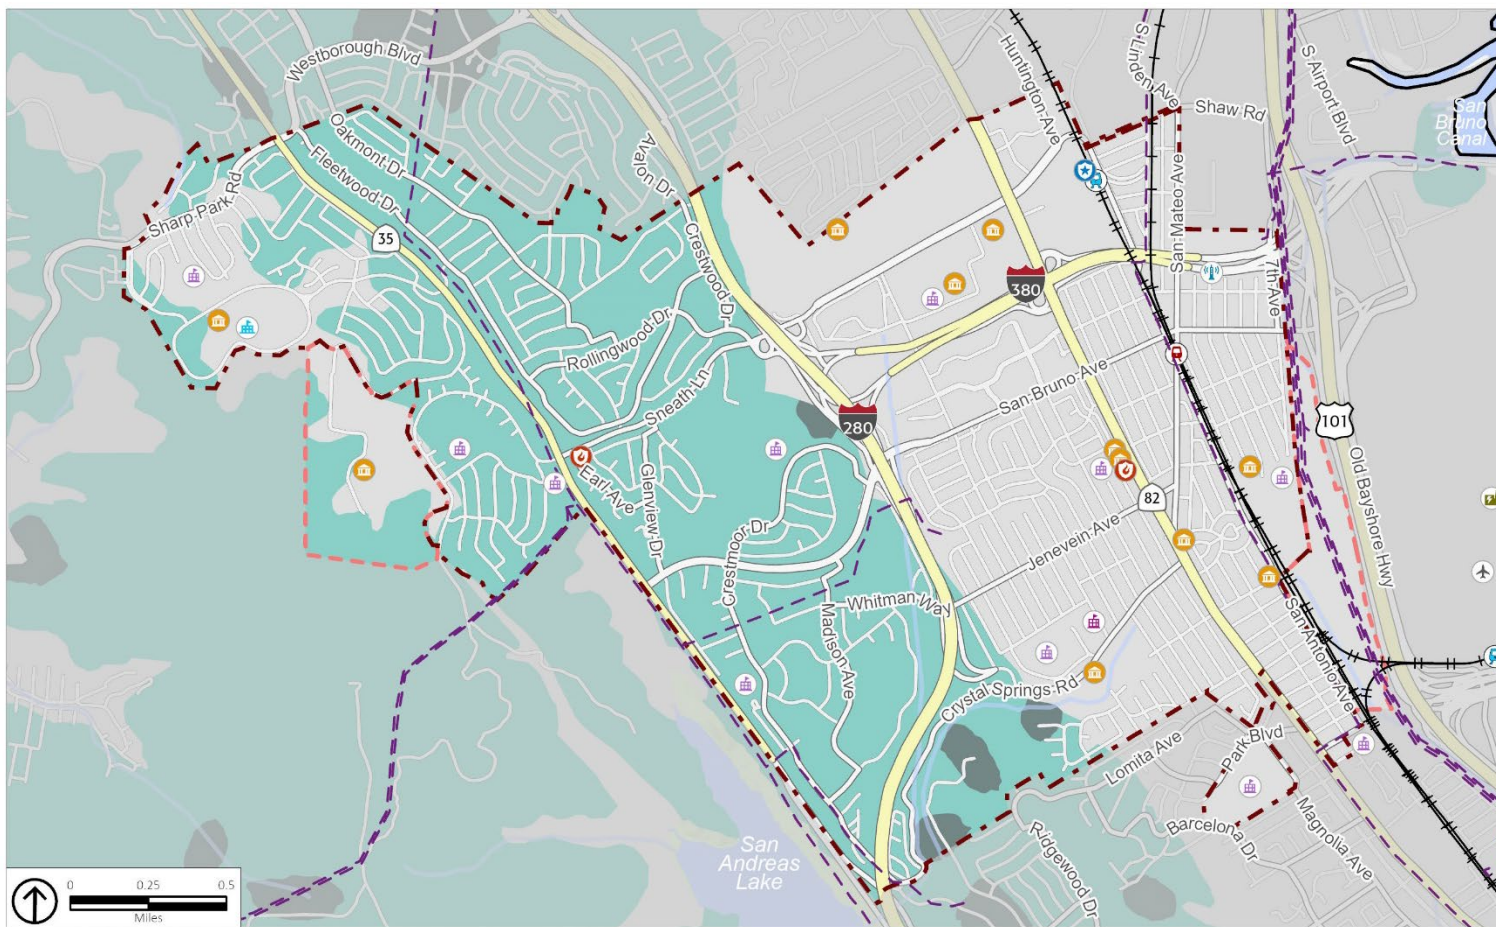 Westborough Blvd
Huntington Ave
S Linden Ave
S Airport Blvd
Shaw Rd
San
Bruno
Canal
Oakmont Dr
Avalon Dr
Fleetwood Dr
San Mateo Ave
Sharp Park Rd
35
Crestwood Dr
7th Ave
380
Rollingwood Dr
San Bruno Ave
Sneath Ln
280
101
Earl Ave
Glenview Dr
82
Old Bayshore Hwy
Crestmoor Dr
Jenevein Ave
Whitman Way
Madison Ave
San Antonio Ave
Crystal Springs Rd
Lomita Ave
Park Blvd
Magnolia Ave
Barcelona Dr
Ridgewood Dr
San
Andreas
Lake
0 0.25 0.5
Miles